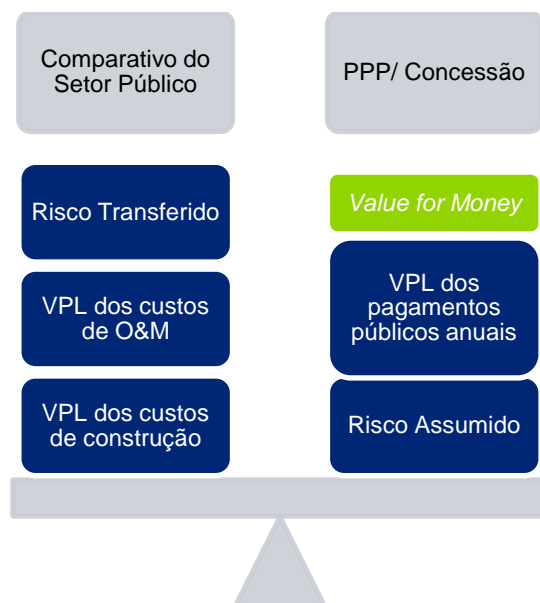 Comparativo do
Setor Público
PPP/ Concessão
Risco Transferido
VPL dos custos
de O&M
VPL dos custos
de construção
Value for Money
VPL dos
pagamentos
públicos anuais
Risco Assumido